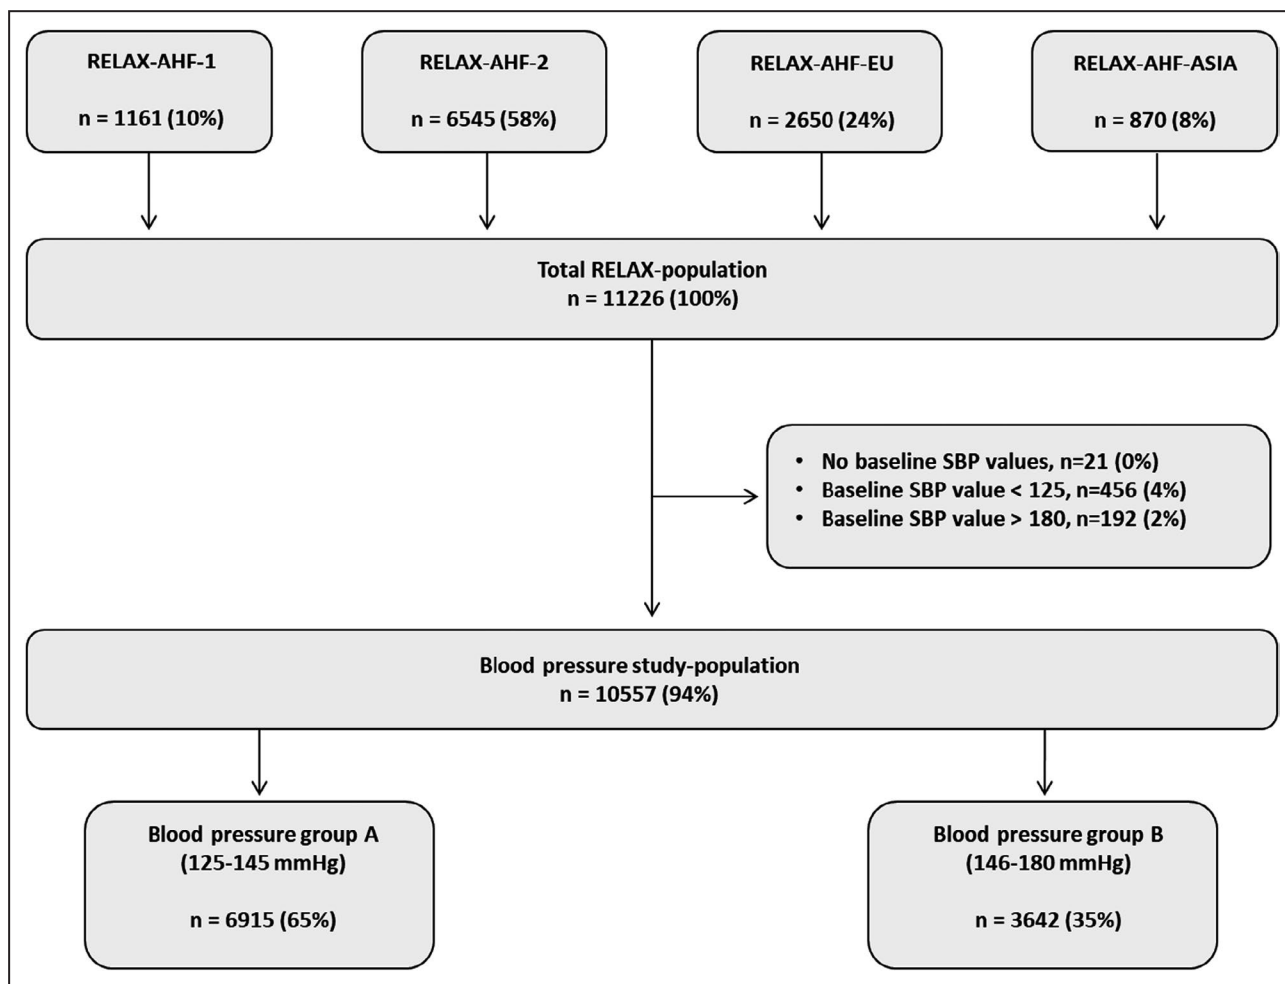 RELAX-AHF-1
n = 1161 (10%)
RELAX-AHF-2
n = 6545 (58%)
RELAX-AHF-EU
n = 2650 (24%)
RELAX-AHF-ASIA
n = 870 (8%)
Total RELAX-population
n = 11226 (100%)
• No baseline SBP values, n=21 (0%)
• Baseline SBP value < 125, n=456 (4%)
• Baseline SBP value > 180, n=192 (2%)
Blood pressure study-population
n = 10557 (94%)
Blood pressure group A
(125-145 mmHg)
n = 6915 (65%)
Blood pressure group B
(146-180 mmHg)
n = 3642 (35%)